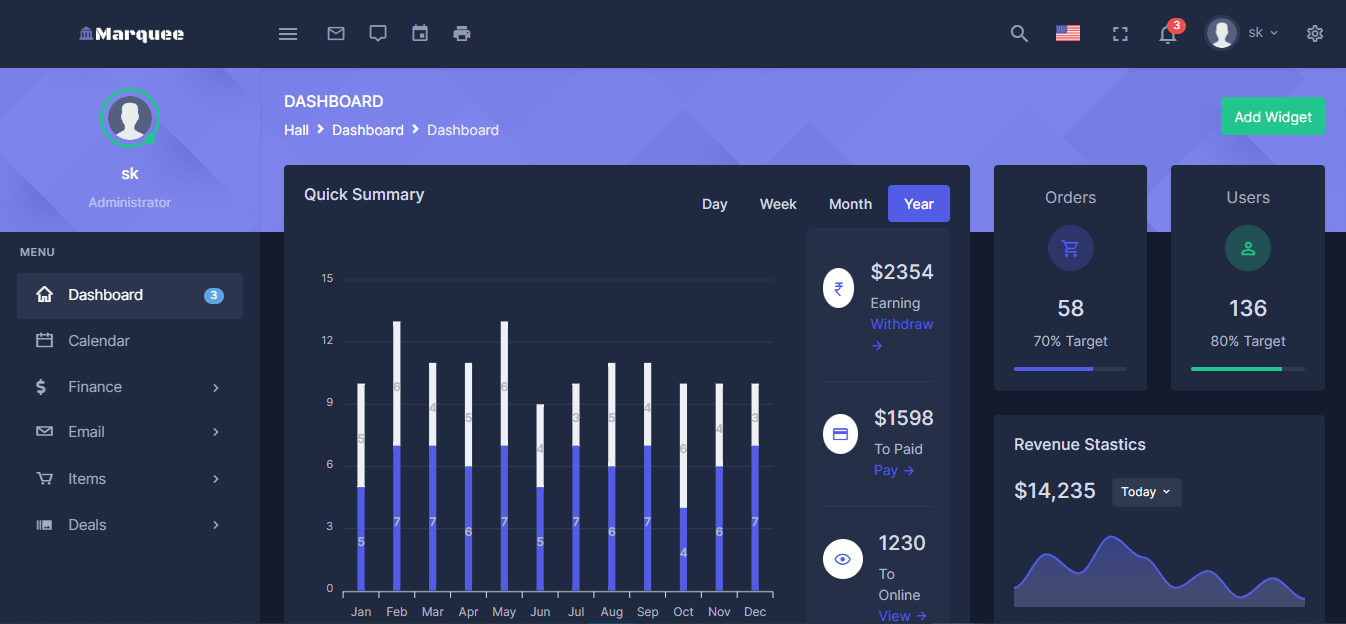 Marquee
3
sk
sk
Administrator
MENU
Dashboard 3
Calendar
$ Finance
Email
Items
Deals
DASHBOARD
Hall Dashboard Dashboard
Add Widget
Quick Summary
Day Week Month Year
15
12
9
6
3
0
5 6 4 5 6 4 3 5 4 6 4 3
5 7 7 6 7 5 7 6 7 4 6 7
Jan Feb Mar Apr May Jun Jul Aug Sep Oct Nov Dec
₹
$2354
Earning
Withdraw →
$1598
To Paid
Pay →
1230
To
Online
View →
Orders
58
70% Target
Users
136
80% Target
Revenue Stastics
$14,235 Today